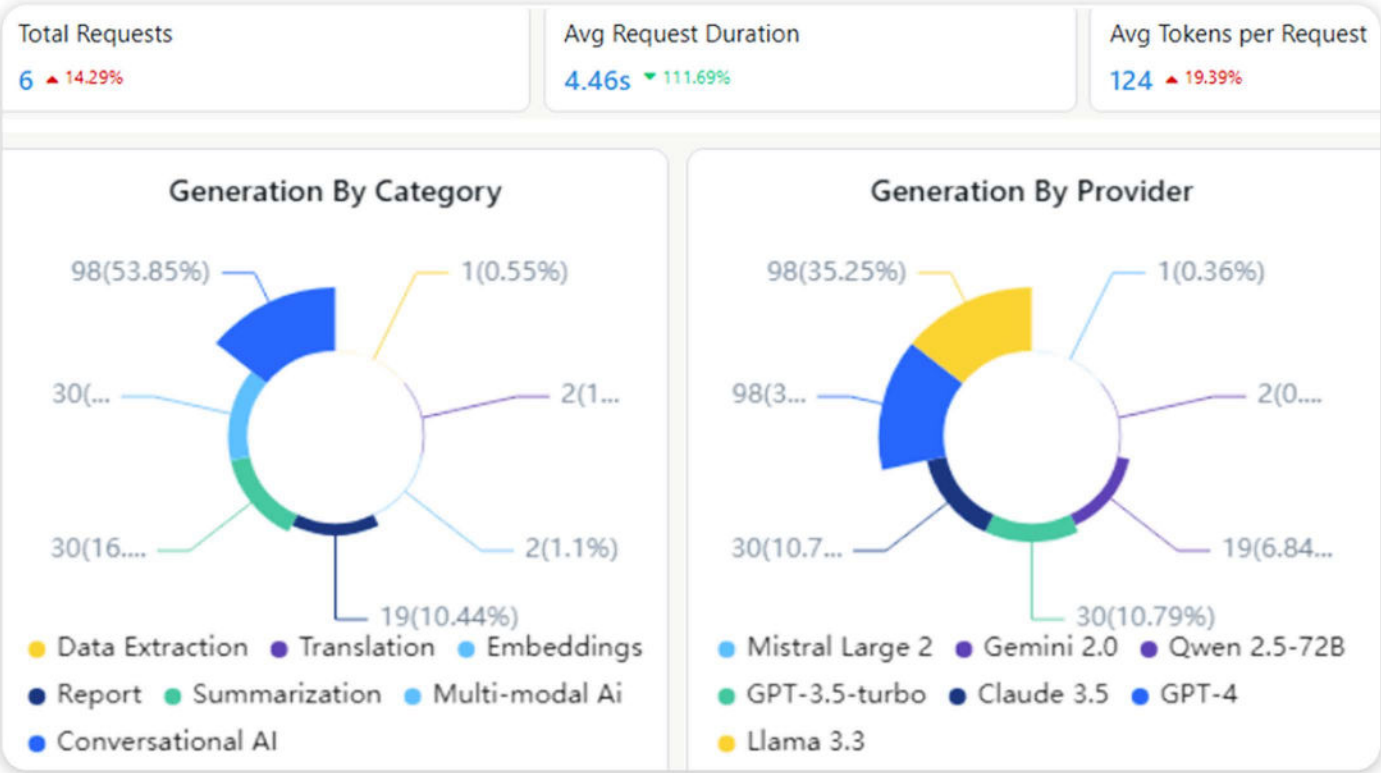 Total Requests
6 ▲ 14.29%
Avg Request Duration
4.46s ▼ 111.69%
Avg Tokens per Request
124 ▲ 19.39%
Generation By Category
98(53.85%)
1(0.55%)
30(...
2(1...
30(16....
2(1.1%)
19(10.44%)
Data Extraction Translation Embeddings
Report Summarization Multi-modal Ai
Conversational AI
Generation By Provider
98(35.25%)
1(0.36%)
98(3...
2(0....
30(10.7...
19(6.84...
30(10.79%)
Mistral Large 2 Gemini 2.0 Qwen 2.5-72B
GPT-3.5-turbo Claude 3.5 GPT-4
Llama 3.3